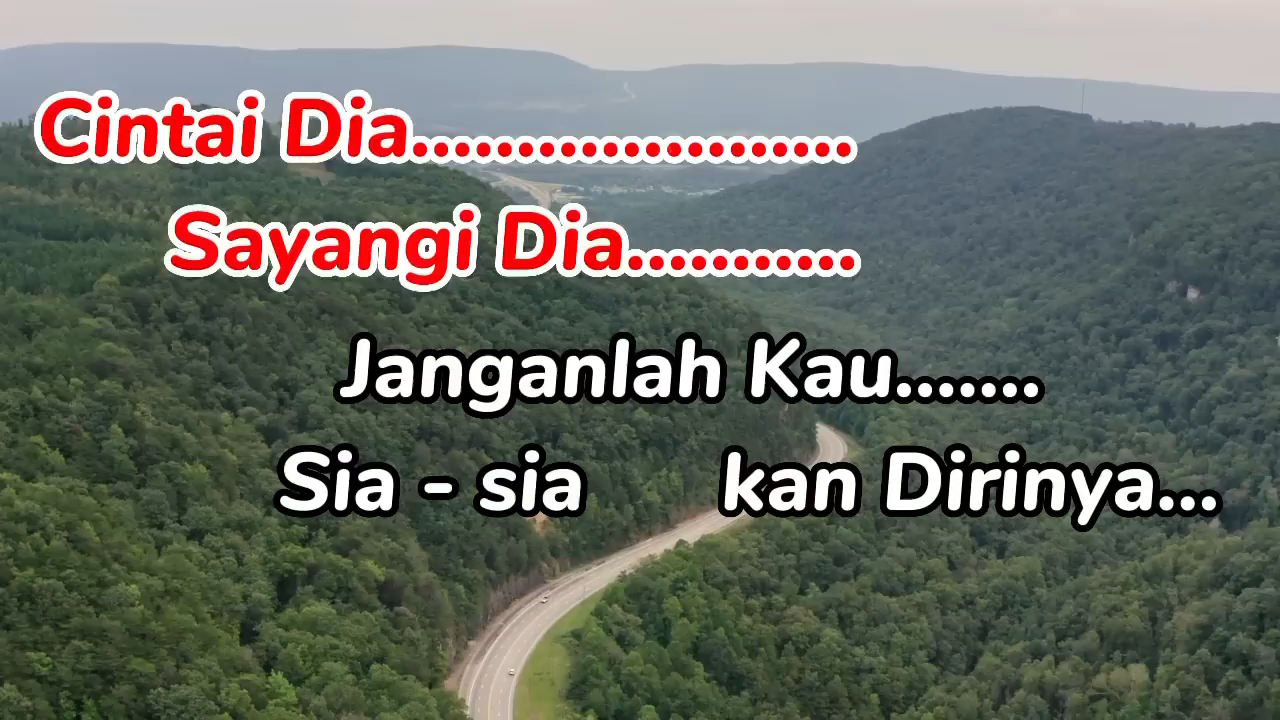 Cintai Dia.....................
Sayangi Dia...........
Janganlah Kau.......
Sia - sia kan Dirinya...